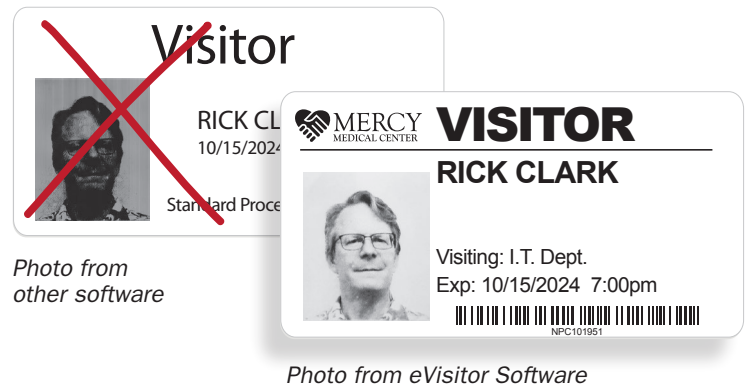 Visitor
RICK CL
10/15/2024
Standard Proce
Photo from
other software
MERCY
MEDICAL CENTER
VISITOR
RICK CLARK
Visiting: I.T. Dept.
Exp: 10/15/2024 7:00pm
NPC101951
Photo from eVisitor Software